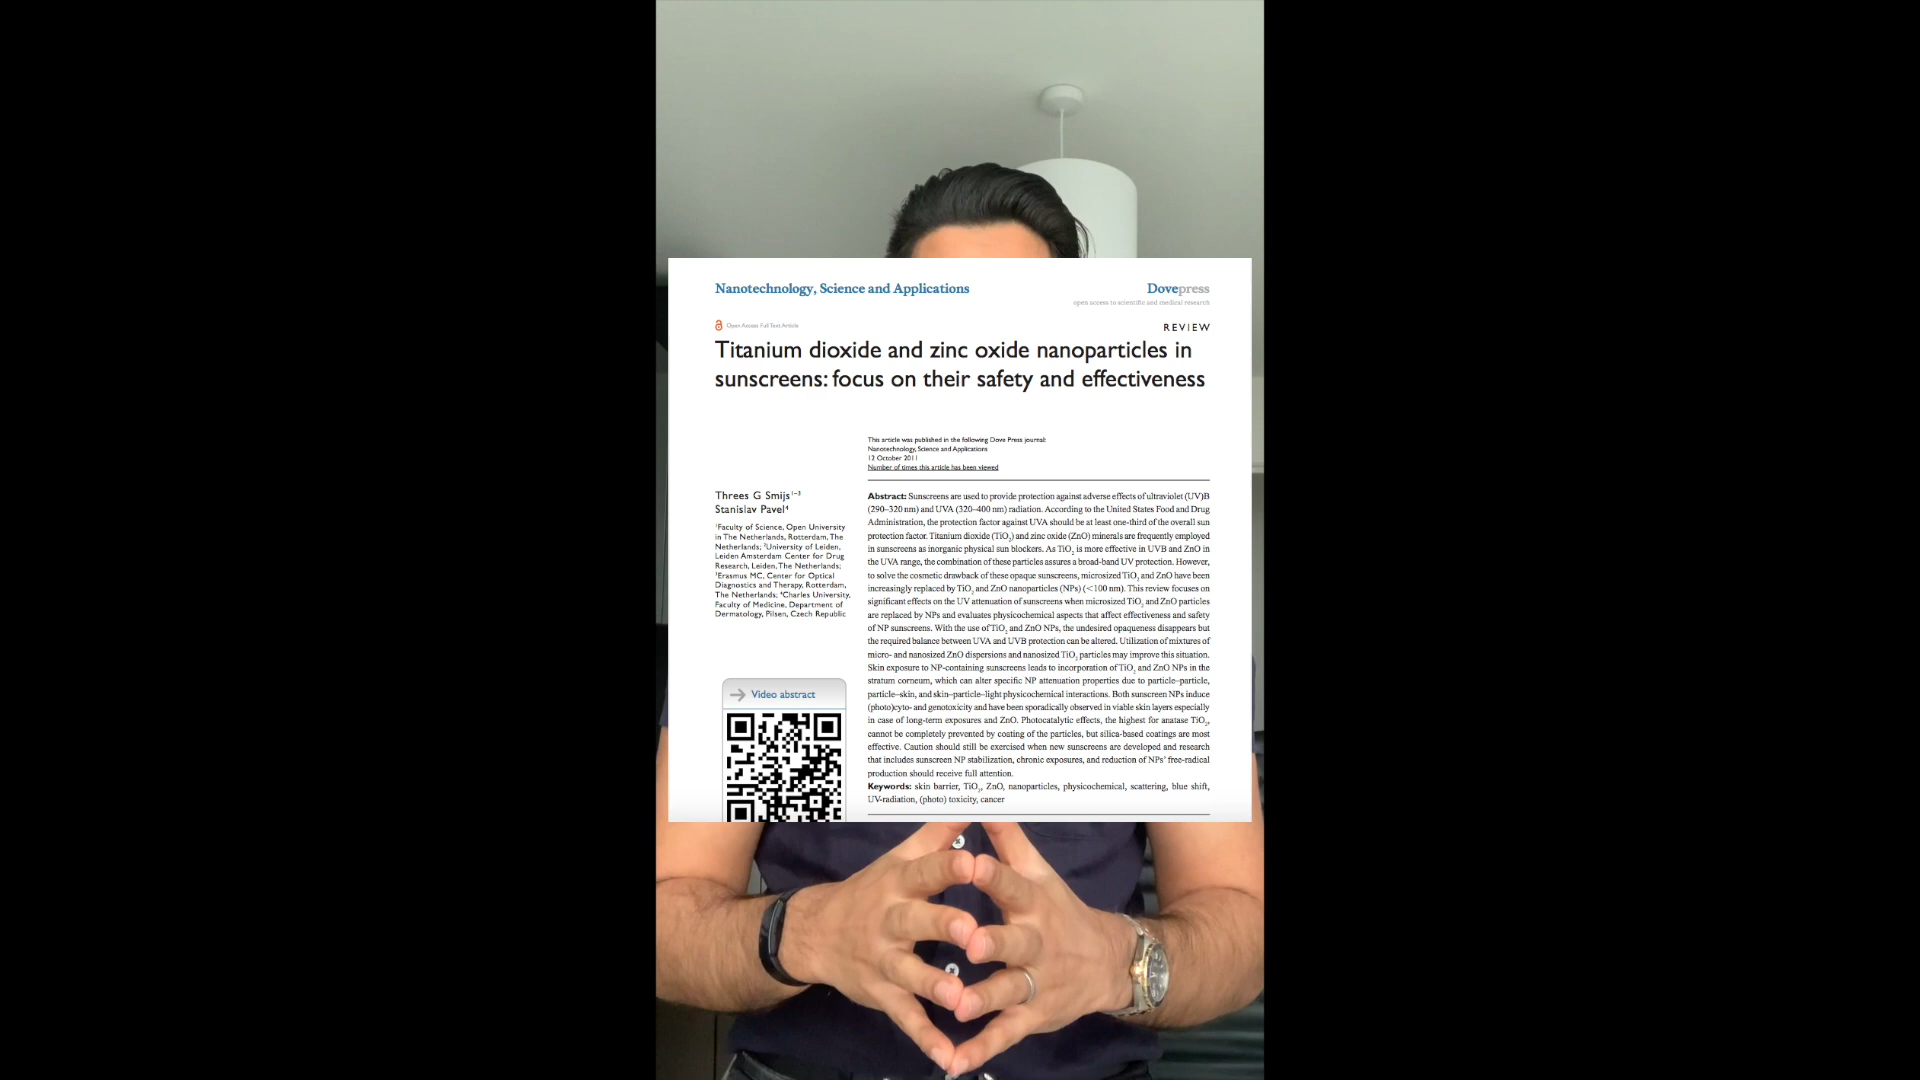 Nanotechnology, Science and Applications
Dovepress
open access to scientific and medical research
Open Access Full Text Article
REVIEW
Titanium dioxide and zinc oxide nanoparticles in
sunscreens: focus on their safety and effectiveness
This article was published in the following Dove Press journal:
Nanotechnology, Science and Applications
12 October 2011
Number of times this article has been viewed
Threes G Smijs¹⁻³
Stanislav Pavel⁴
¹Faculty of Science, Open University
in The Netherlands, Rotterdam, The
Netherlands; ²University of Leiden,
Leiden Amsterdam Center for Drug
Research, Leiden, The Netherlands;
³Erasmus MC, Center for Optical
Diagnostics and Therapy, Rotterdam,
The Netherlands; ⁴Charles University,
Faculty of Medicine, Department of
Dermatology, Pilsen, Czech Republic
Video abstract
Abstract: Sunscreens are used to provide protection against adverse effects of ultraviolet (UV)B
(290–320 nm) and UVA (320–400 nm) radiation. According to the United States Food and Drug
Administration, the protection factor against UVA should be at least one-third of the overall sun
protection factor. Titanium dioxide (TiO₂) and zinc oxide (ZnO) minerals are frequently employed
in sunscreens as inorganic physical sun blockers. As TiO₂ is more effective in UVB and ZnO in
the UVA range, the combination of these particles assures a broad-band UV protection. However,
to solve the cosmetic drawback of these opaque sunscreens, microsized TiO₂ and ZnO have been
increasingly replaced by TiO₂ and ZnO nanoparticles (NPs) (<100 nm). This review focuses on
significant effects on the UV attenuation of sunscreens when microsized TiO₂ and ZnO particles
are replaced by NPs and evaluates physicochemical aspects that affect effectiveness and safety
of NP sunscreens. With the use of TiO₂ and ZnO NPs, the undesired opaqueness disappears but
the required balance between UVA and UVB protection can be altered. Utilization of mixtures of
micro- and nanosized ZnO dispersions and nanosized TiO₂ particles may improve this situation.
Skin exposure to NP-containing sunscreens leads to incorporation of TiO₂ and ZnO NPs in the
stratum corneum, which can alter specific NP attenuation properties due to particle–particle,
particle–skin, and skin–particle–light physicochemical interactions. Both sunscreen NPs induce
(photo)cyto- and genotoxicity and have been sporadically observed in viable skin layers especially
in case of long-term exposures and ZnO. Photocatalytic effects, the highest for anatase TiO₂,
cannot be completely prevented by coating of the particles, but silica-based coatings are most
effective. Caution should still be exercised when new sunscreens are developed and research
that includes sunscreen NP stabilization, chronic exposures, and reduction of NPs' free-radical
production should receive full attention.
Keywords: skin barrier, TiO₂, ZnO, nanoparticles, physicochemical, scattering, blue shift,
UV-radiation, (photo) toxicity, cancer